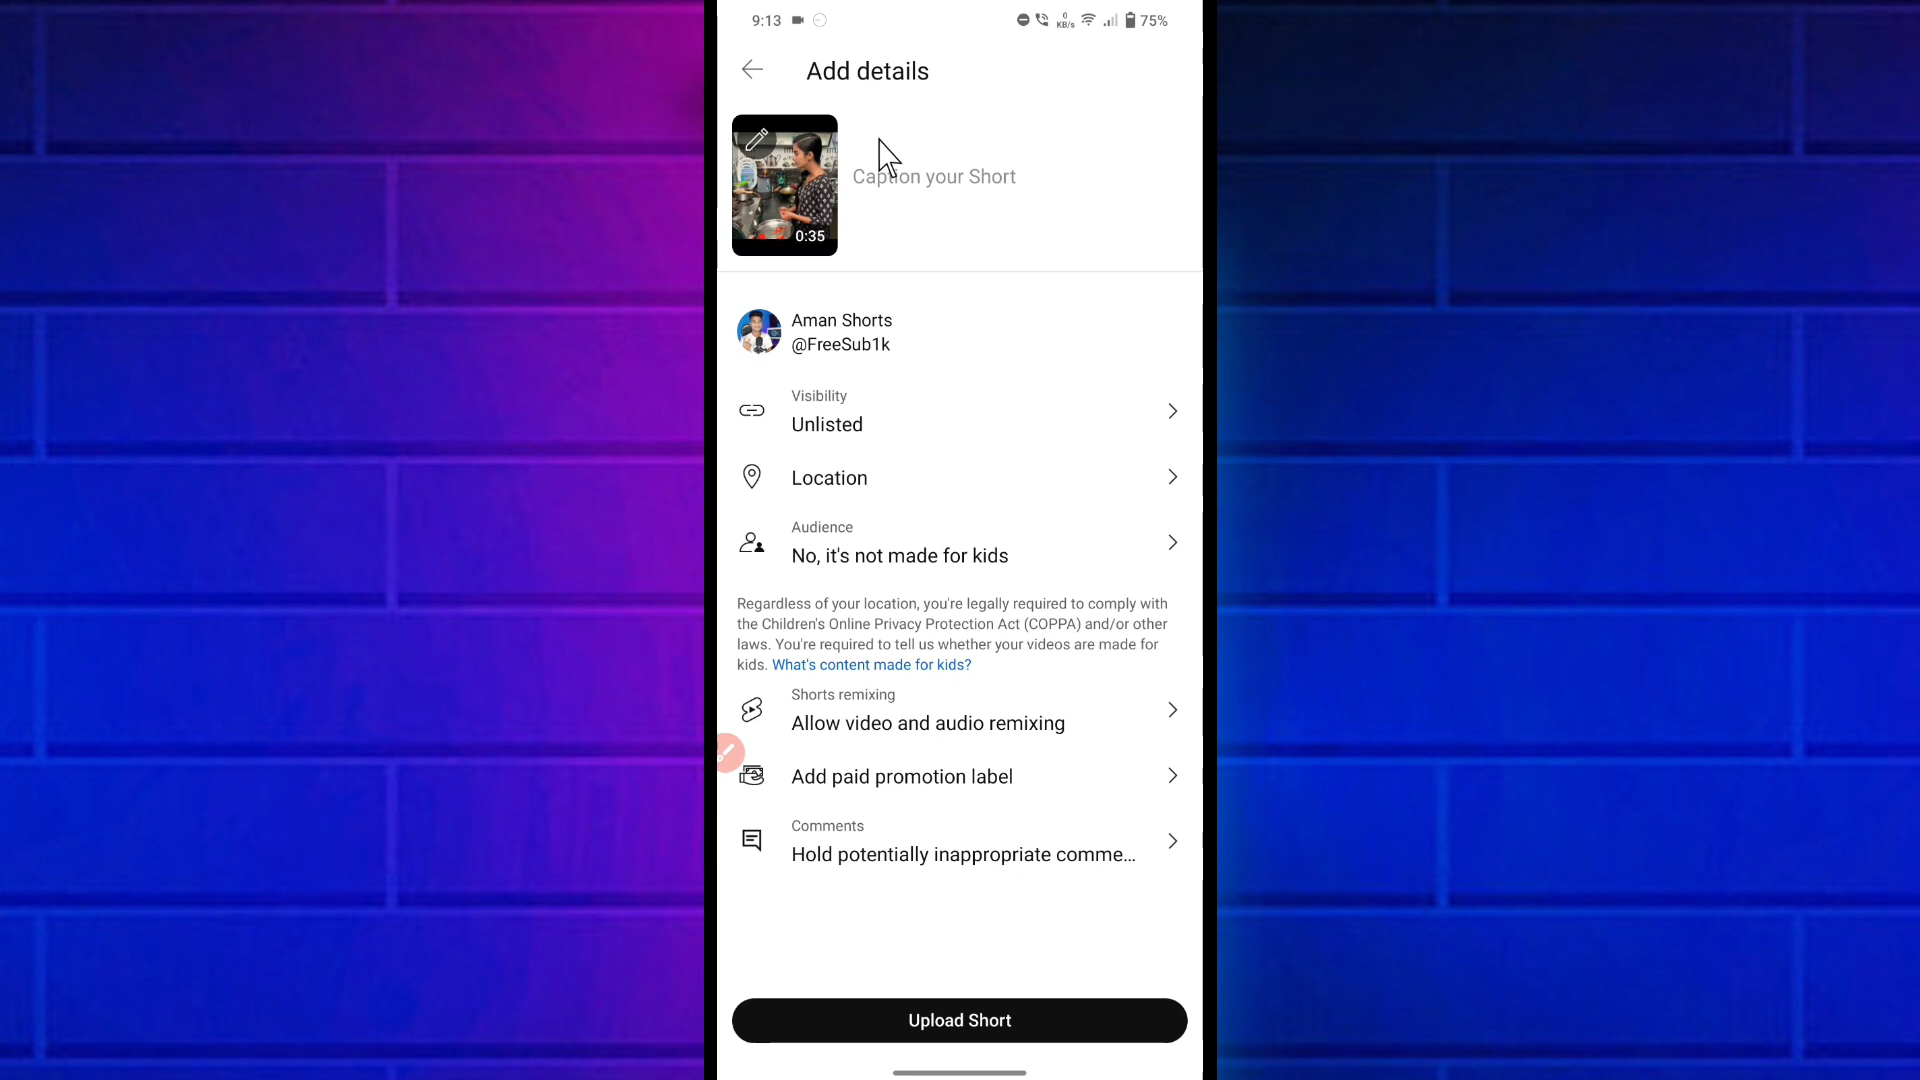 9:13
0
KB/s
75%
Add details
Caption your Short
0:35
Aman Shorts
@FreeSub1k
Visibility
Unlisted
Location
Audience
No, it's not made for kids
Regardless of your location, you're legally required to comply with
the Children's Online Privacy Protection Act (COPPA) and/or other
laws. You're required to tell us whether your videos are made for
kids. What's content made for kids?
Shorts remixing
Allow video and audio remixing
Add paid promotion label
Comments
Hold potentially inappropriate comme...
Upload Short